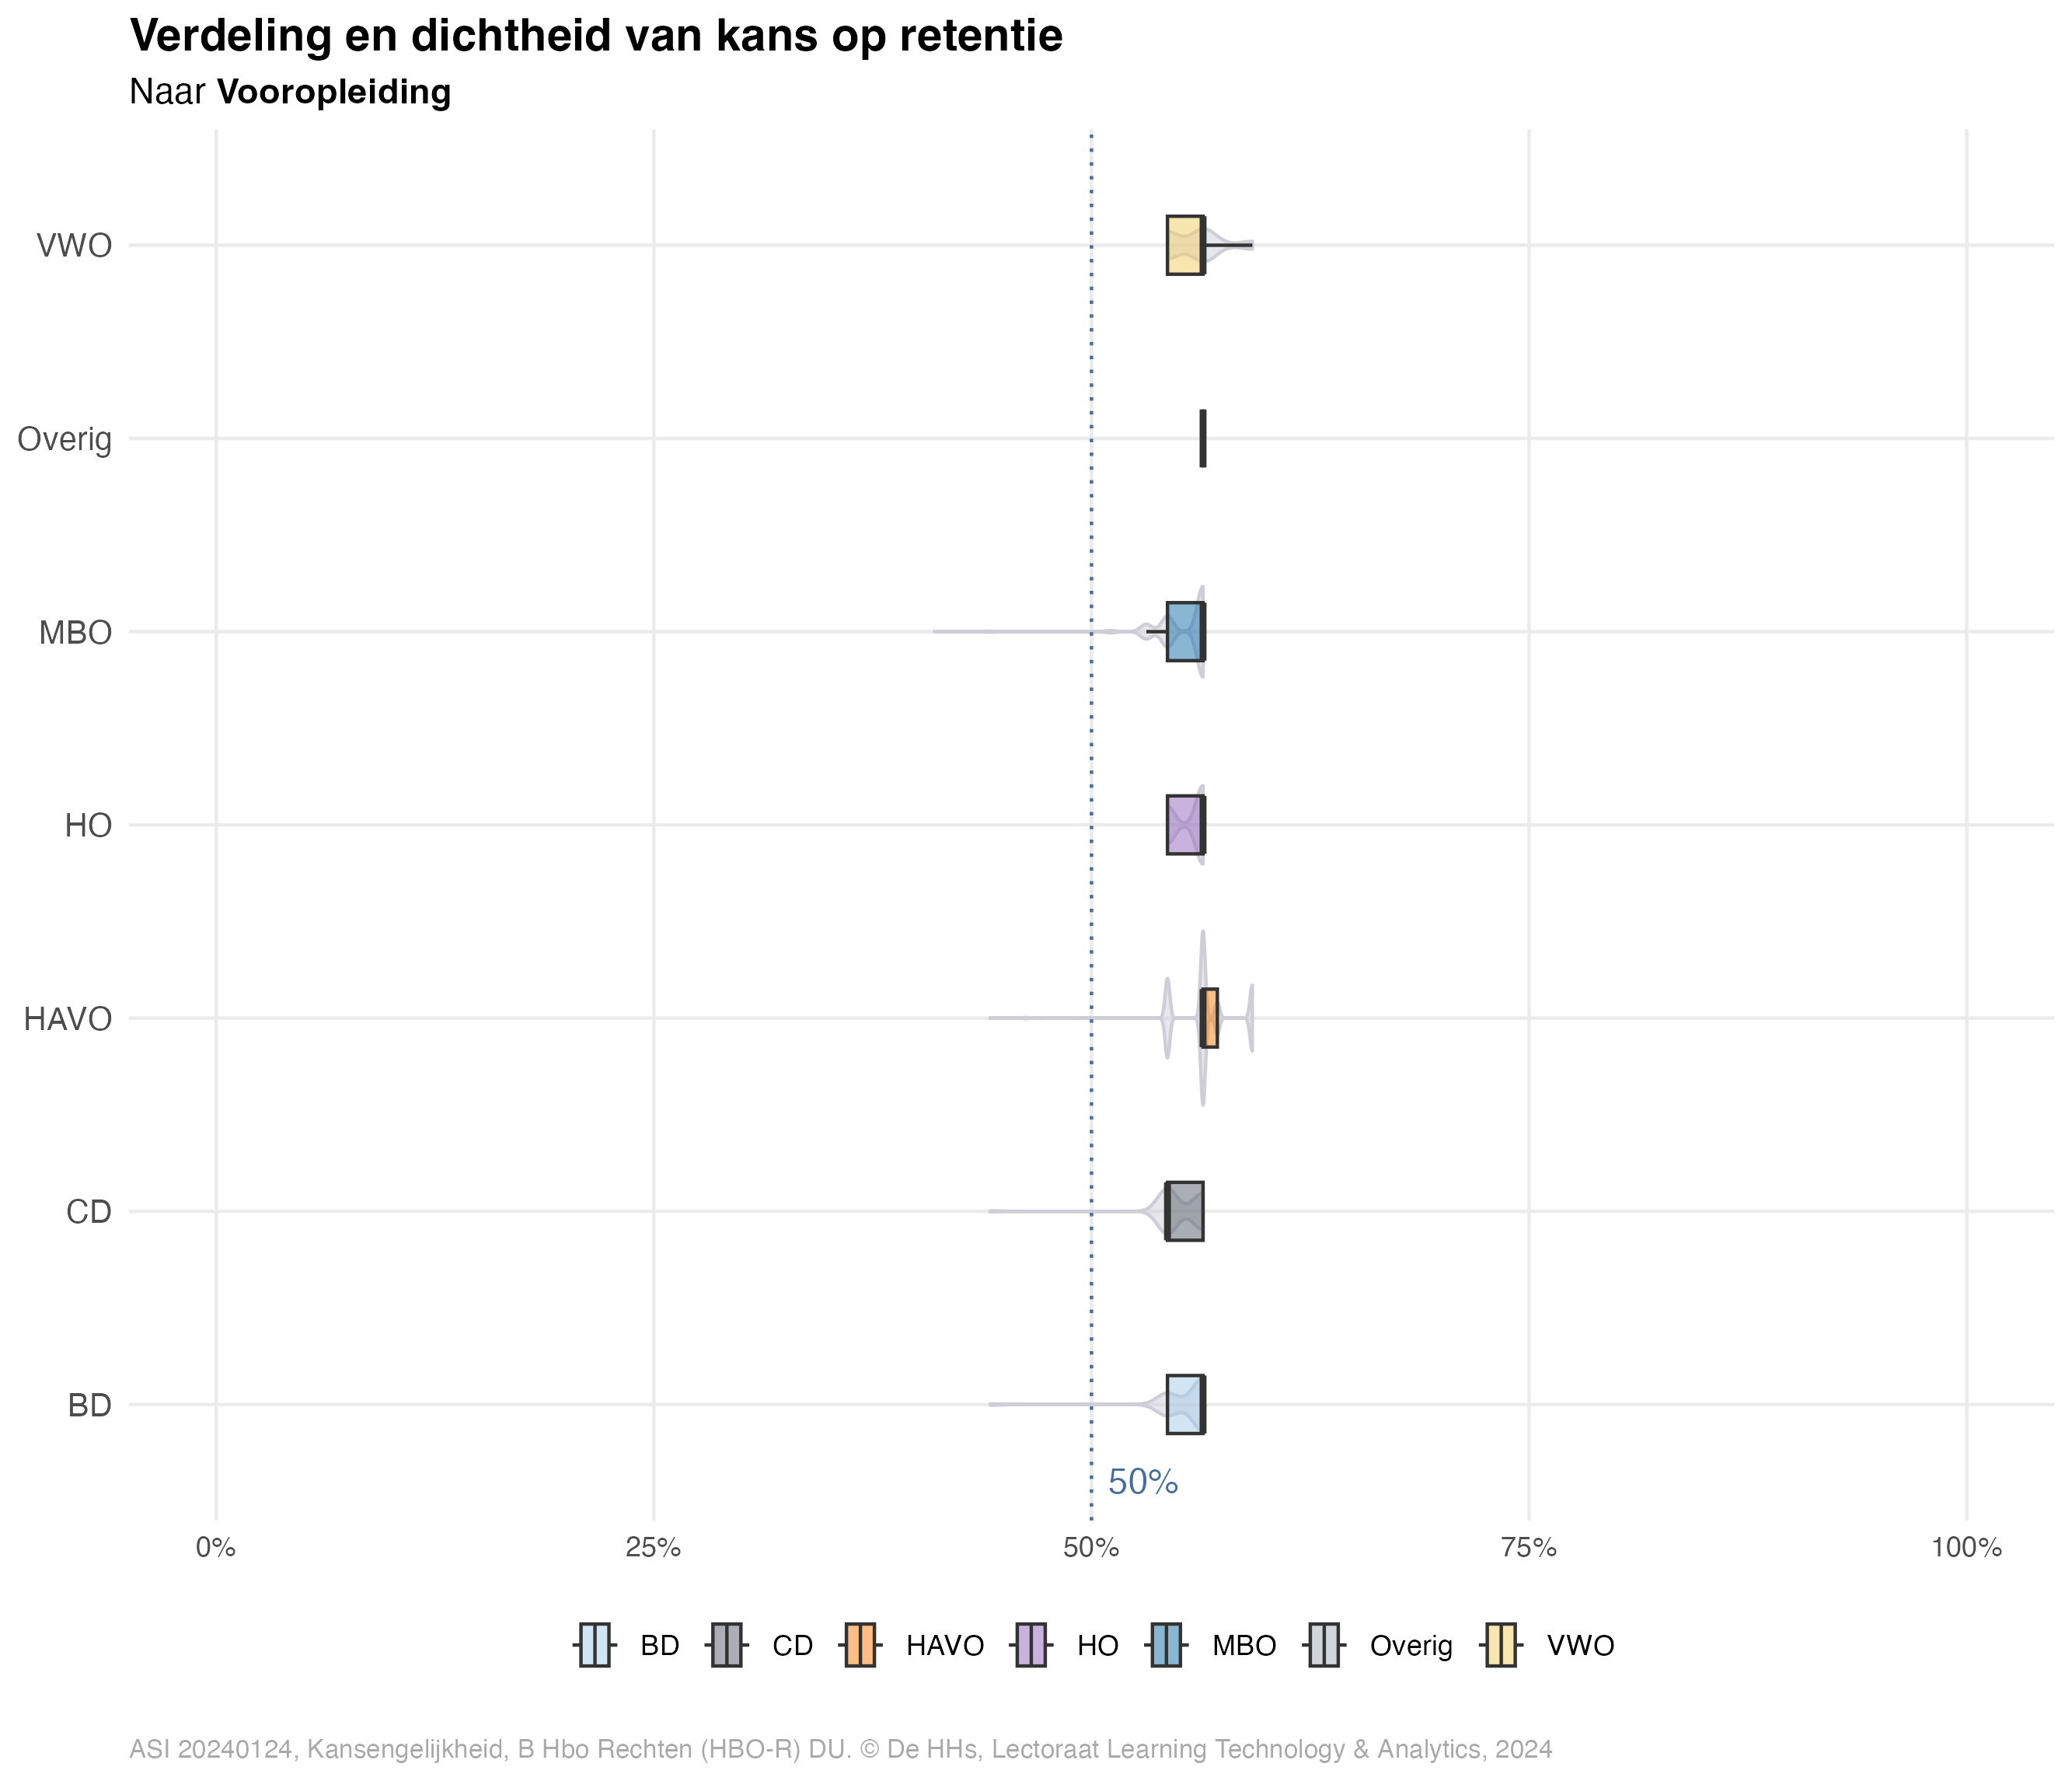 Verdeling en dichtheid van kans op retentie
Naar Vooropleiding
VWO
Overig
MBO
HO
HAVO
CD
BD
50%
0% 25% 50% 75% 100%
BD CD HAVO HO MBO Overig VWO
ASI 20240124, Kansengelijkheid, B Hbo Rechten (HBO-R) DU. © De HHs, Lectoraat Learning Technology & Analytics, 2024